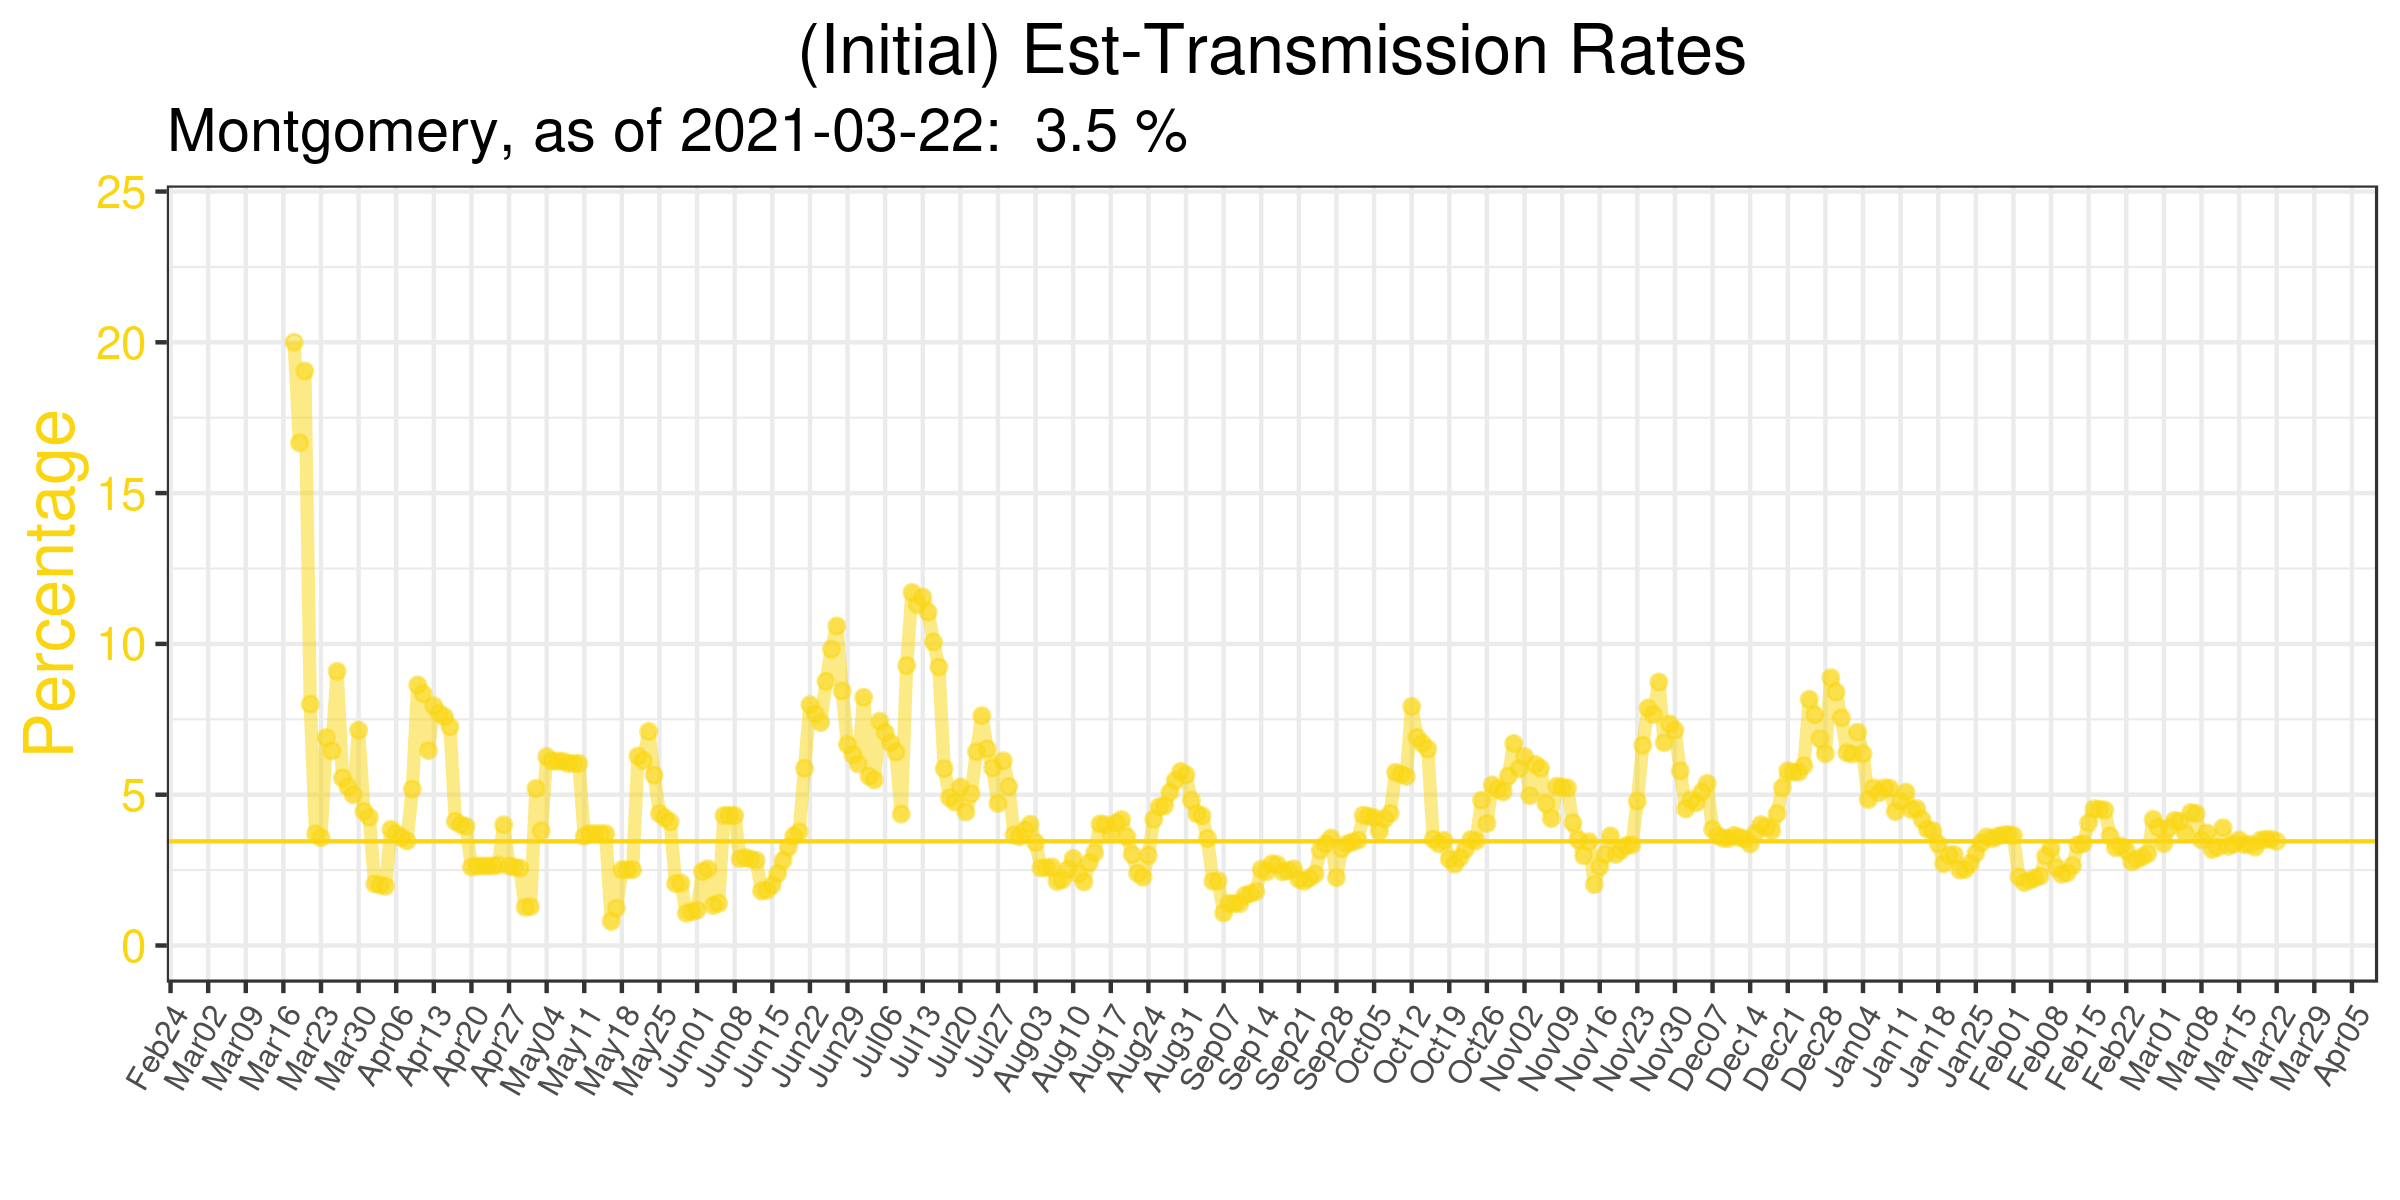 (Initial) Est-Transmission Rates
Montgomery, as of 2021-03-22:  3.5 %
Percentage
25
20
15
10
5
0
Feb24
Mar02
Mar09
Mar16
Mar23
Mar30
Apr06
Apr13
Apr20
Apr27
May04
May11
May18
May25
Jun01
Jun08
Jun15
Jun22
Jun29
Jul06
Jul13
Jul20
Jul27
Aug03
Aug10
Aug17
Aug24
Aug31
Sep07
Sep14
Sep21
Sep28
Oct05
Oct12
Oct19
Oct26
Nov02
Nov09
Nov16
Nov23
Nov30
Dec07
Dec14
Dec21
Dec28
Jan04
Jan11
Jan18
Jan25
Feb01
Feb08
Feb15
Feb22
Mar01
Mar08
Mar15
Mar22
Mar29
Apr05